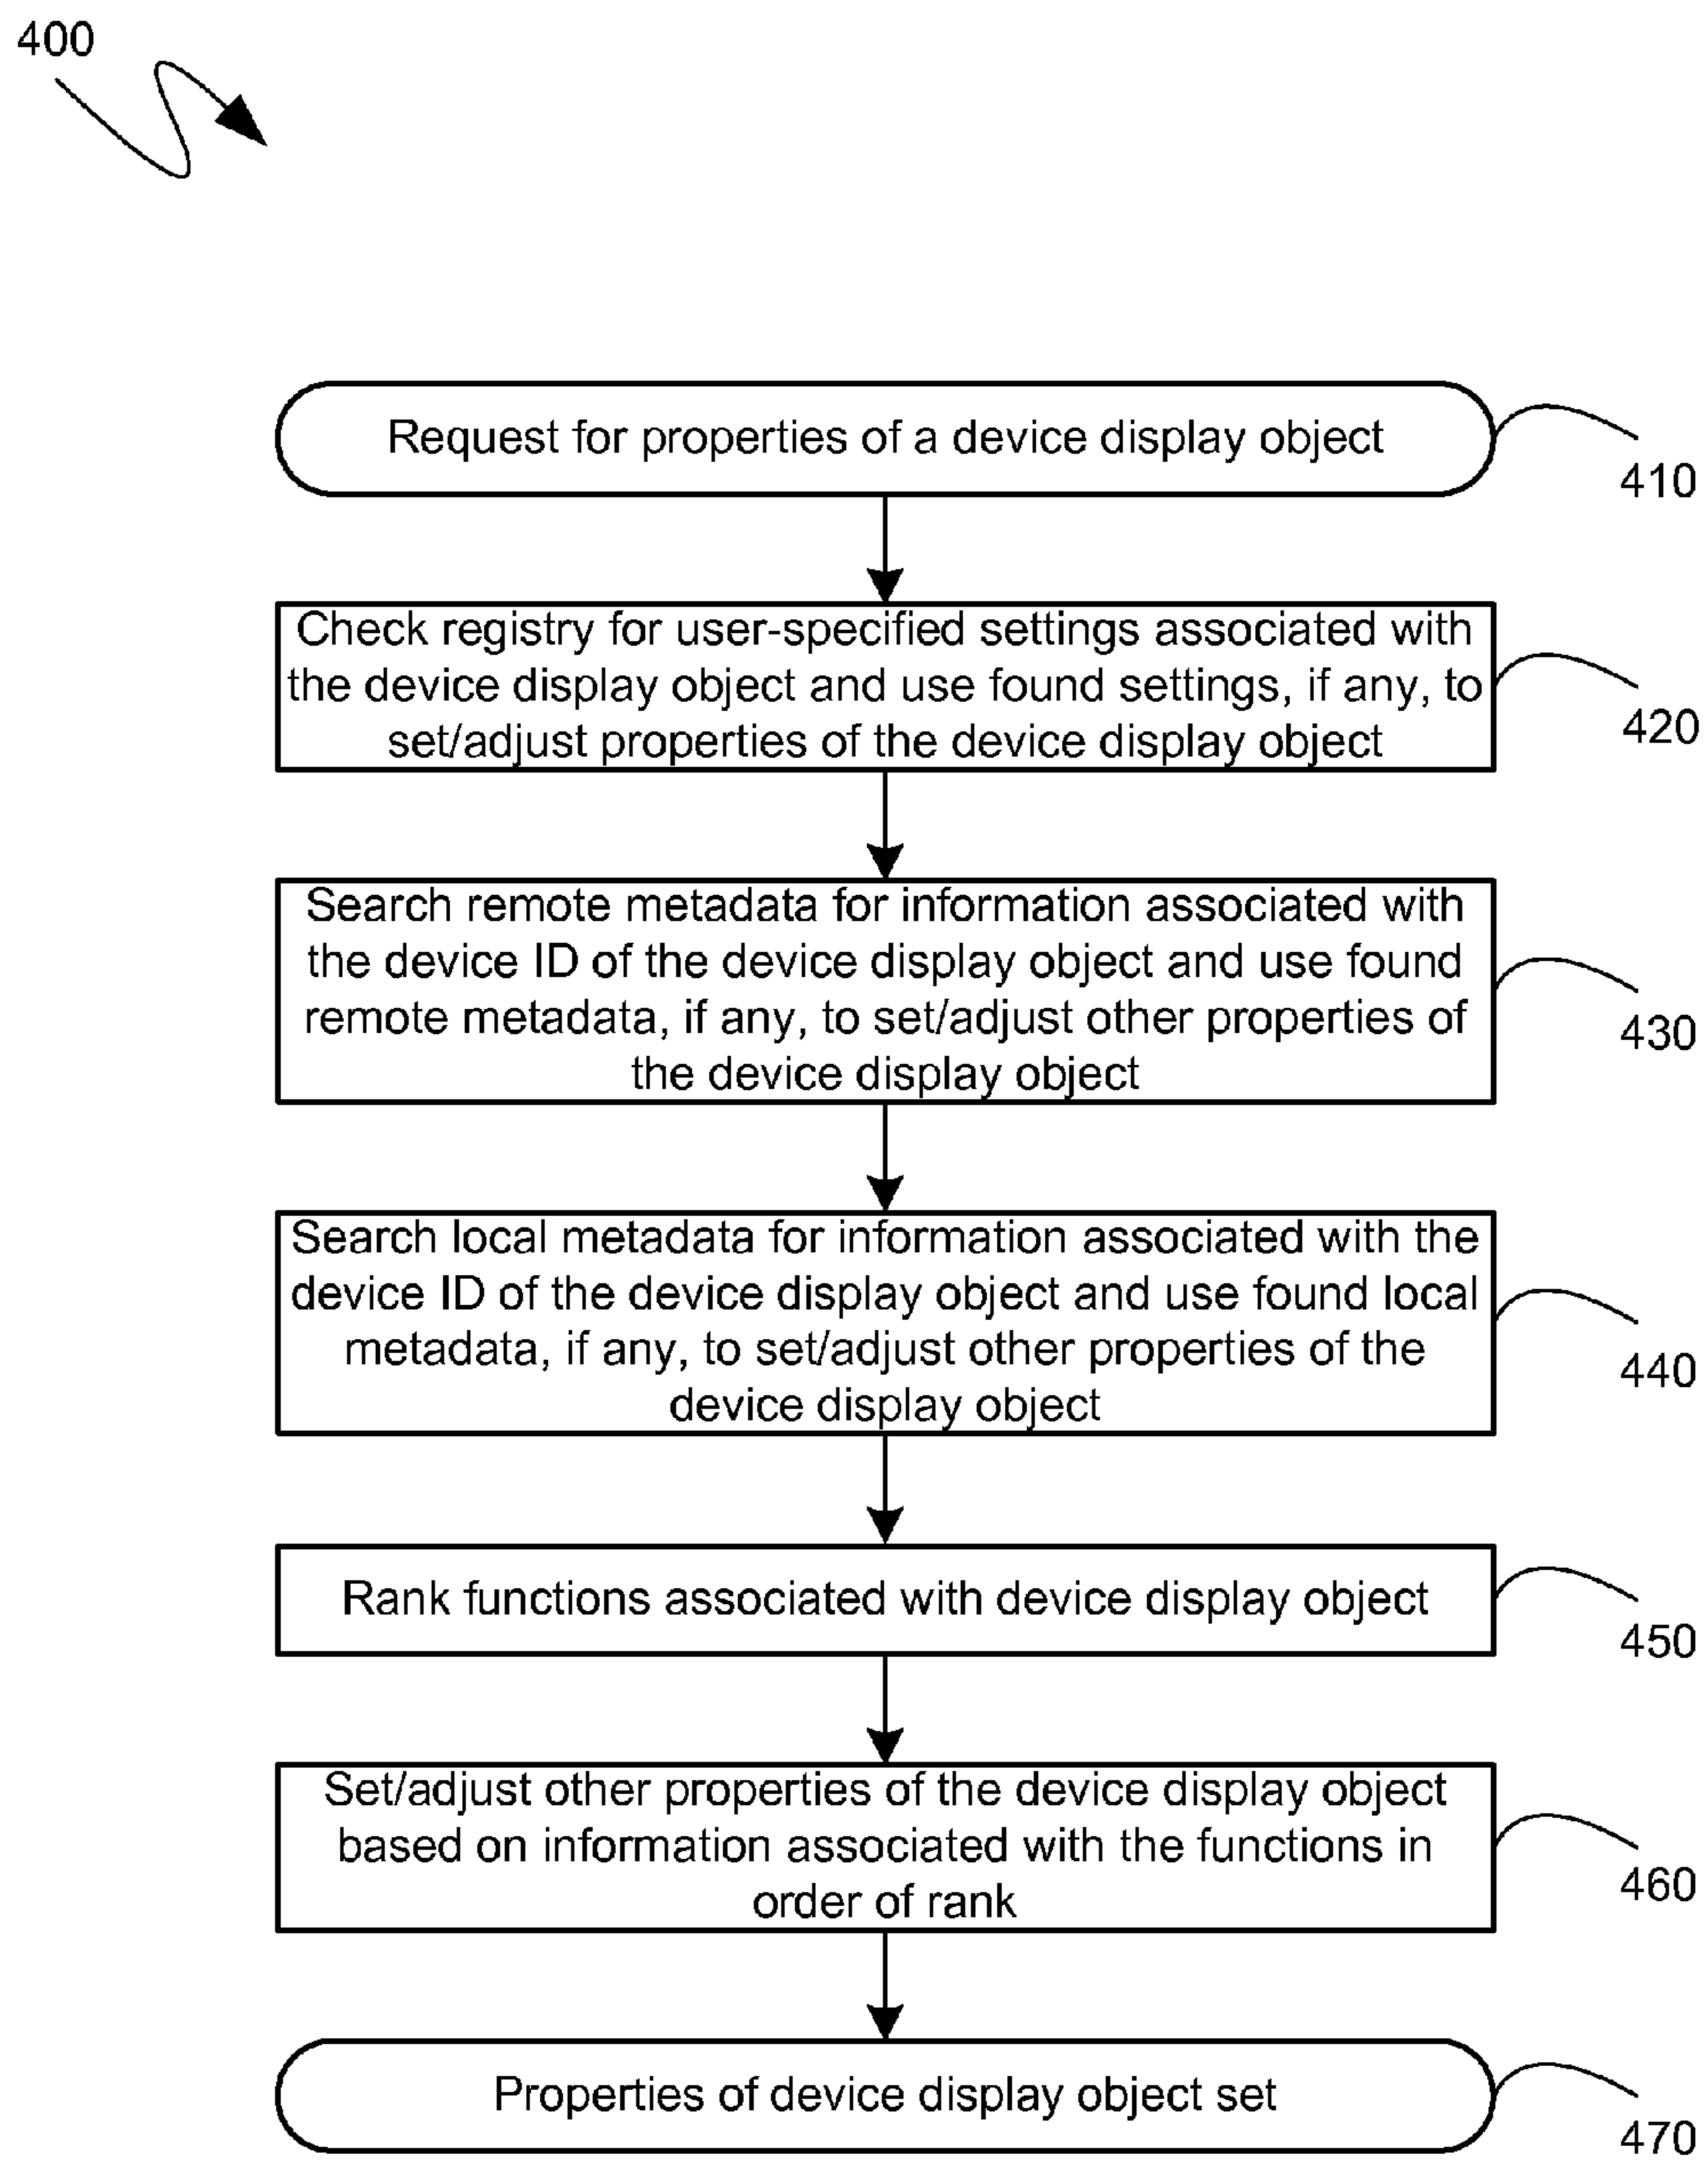 400
Request for properties of a device display object
410
Check registry for user-specified settings associated with
the device display object and use found settings, if any, to
set/adjust properties of the device display object
420
Search remote metadata for information associated with
the device ID of the device display object and use found
remote metadata, if any, to set/adjust other properties of
the device display object
430
Search local metadata for information associated with the
device ID of the device display object and use found local
metadata, if any, to set/adjust other properties of the
device display object
440
Rank functions associated with device display object
450
Set/adjust other properties of the device display object
based on information associated with the functions in
order of rank
460
Properties of device display object set
470